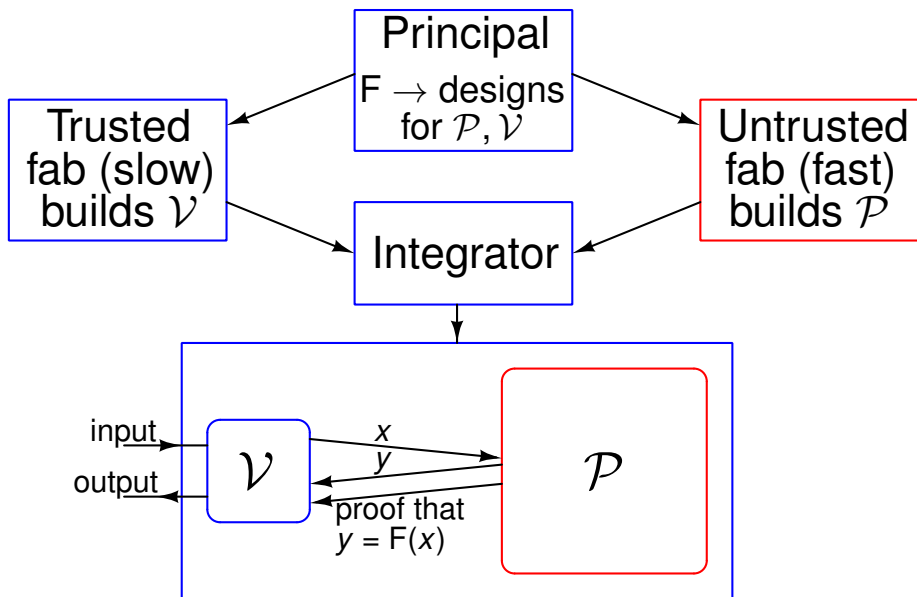 Principal
F → designs
for 𝒫, 𝒱
Trusted
fab (slow)
builds 𝒱
Untrusted
fab (fast)
builds 𝒫
Integrator
input
output
𝒱
x
y
proof that
y = F(x)
𝒫